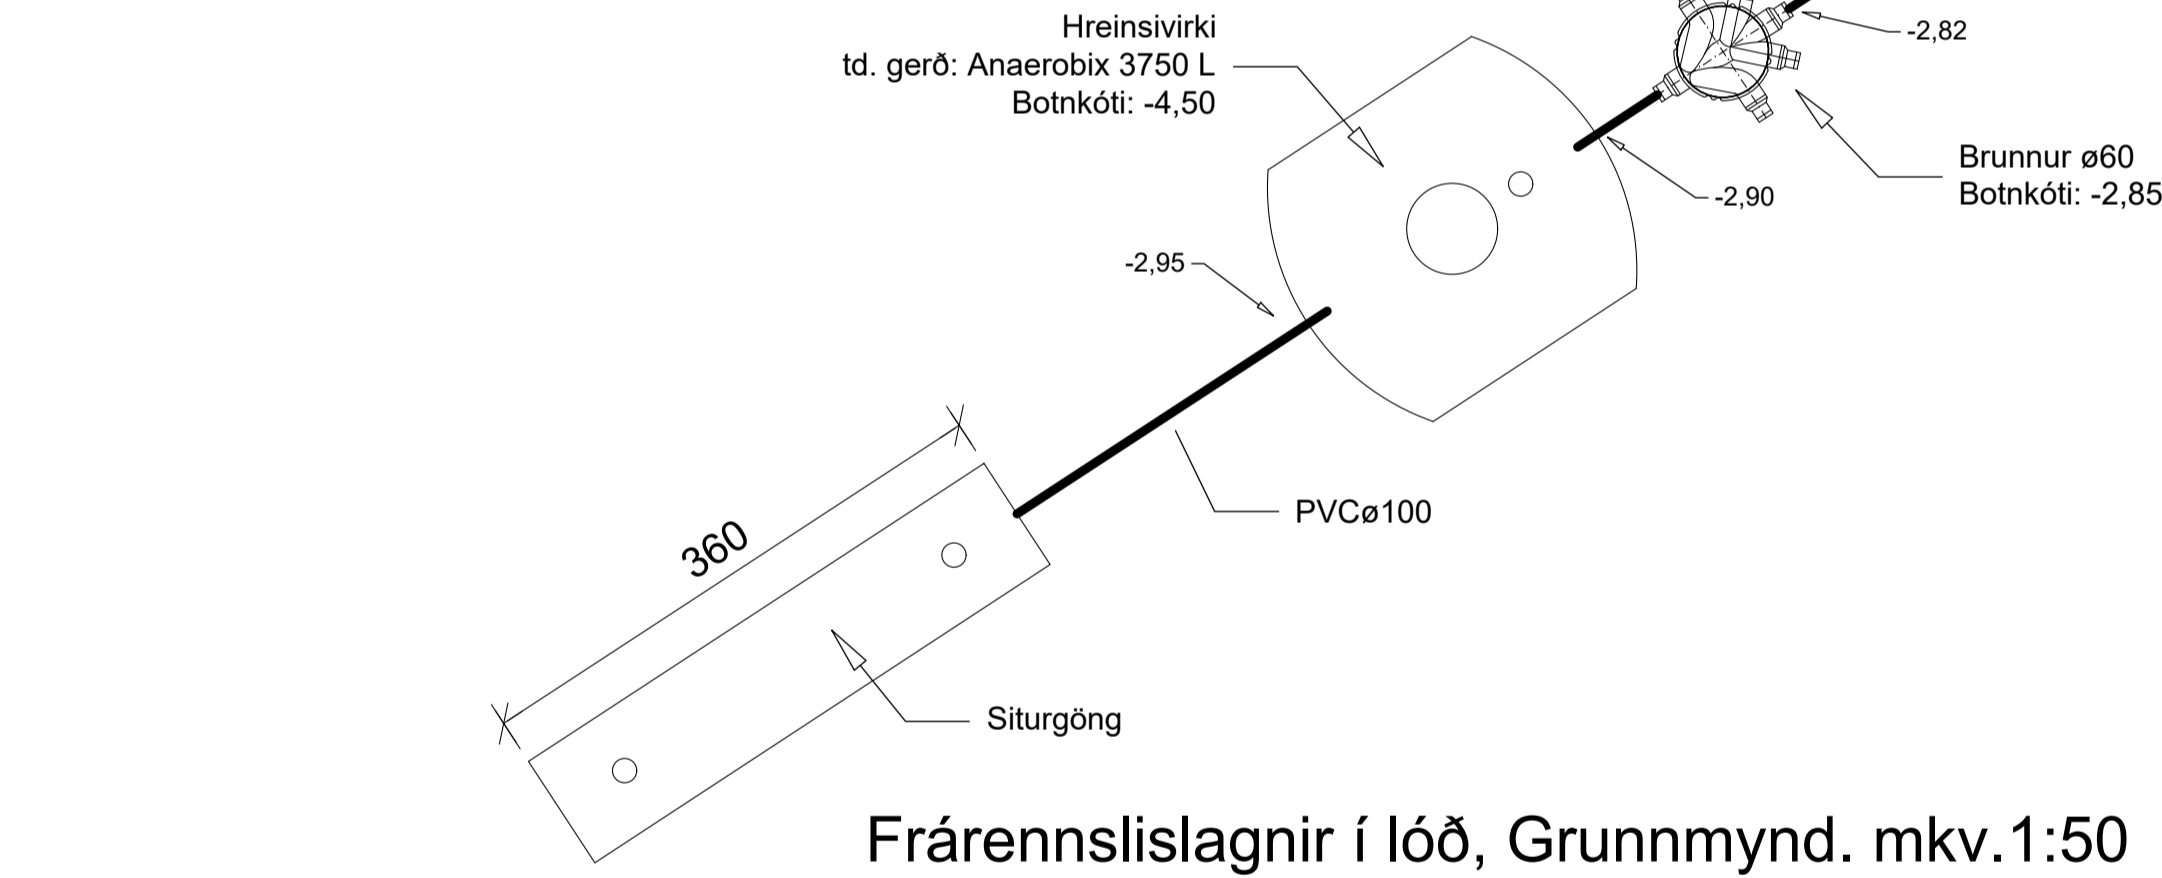 Hreinsivirki
td. gerð: Anaerobix 3750 L
Botnkóti: -4,50
-2,82
Brunnur ø60
Botnkóti: -2,85
-2,90
-2,95
PVCø100
360
Siturgöng
Frárennslislagnir í lóð, Grunnmynd. mkv.1:50